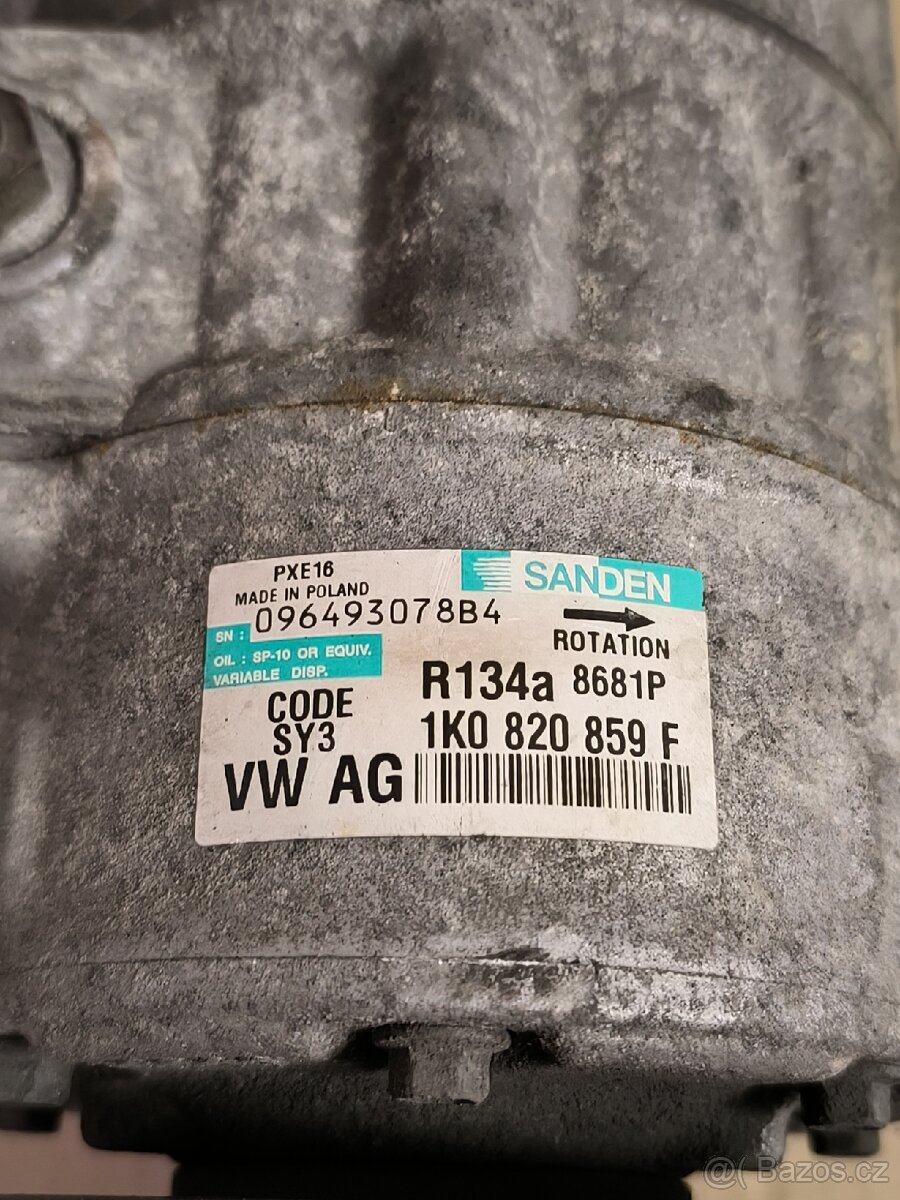 PXE16
MADE IN POLAND
SANDEN
SN : 096493078B4
ROTATION
OIL : SP-10 OR EQUIV.
VARIABLE DISP.
R134a 8681P
CODE
SY3
1K0 820 859 F
VW AG
@ Bazos.cz